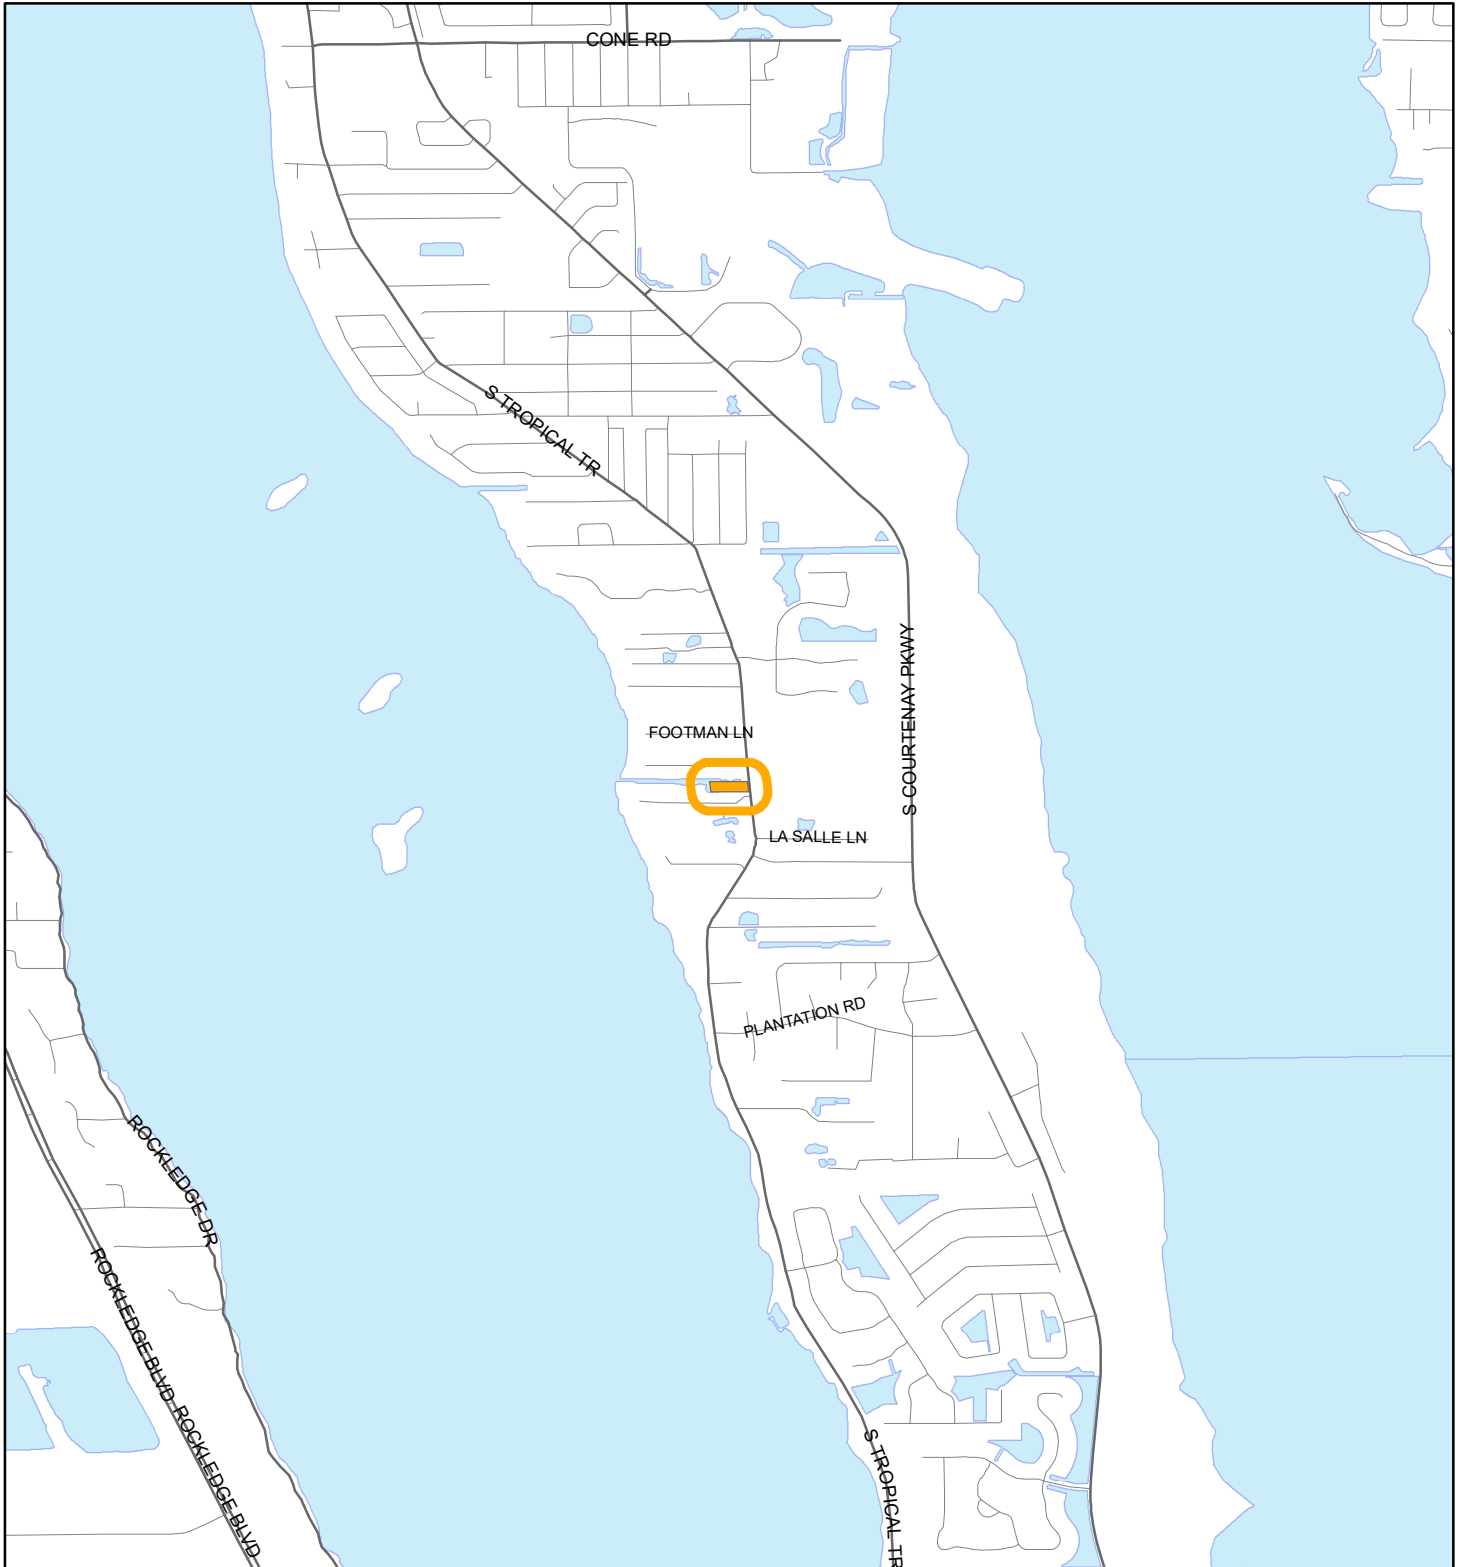 CONE RD
S TROPICAL TR
S COURTENAY PKWY
FOOTMAN LN
LA SALLE LN
PLANTATION RD
ROCKLEDGE DR
ROCKLEDGE BLVD
ROCKLEDGE BLVD
S TROPICAL TR